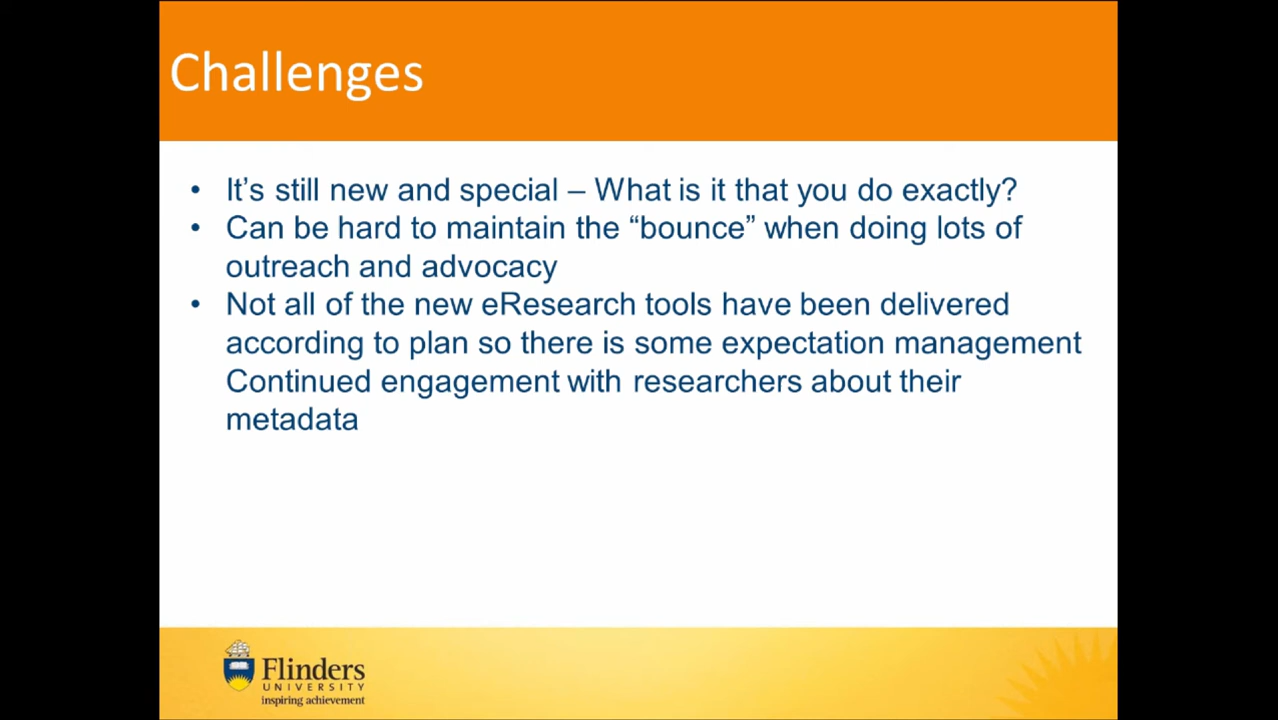 Challenges
• It’s still new and special – What is it that you do exactly?
• Can be hard to maintain the “bounce” when doing lots of
outreach and advocacy
• Not all of the new eResearch tools have been delivered
according to plan so there is some expectation management
Continued engagement with researchers about their
metadata
Flinders
UNIVERSITY
inspiring achievement